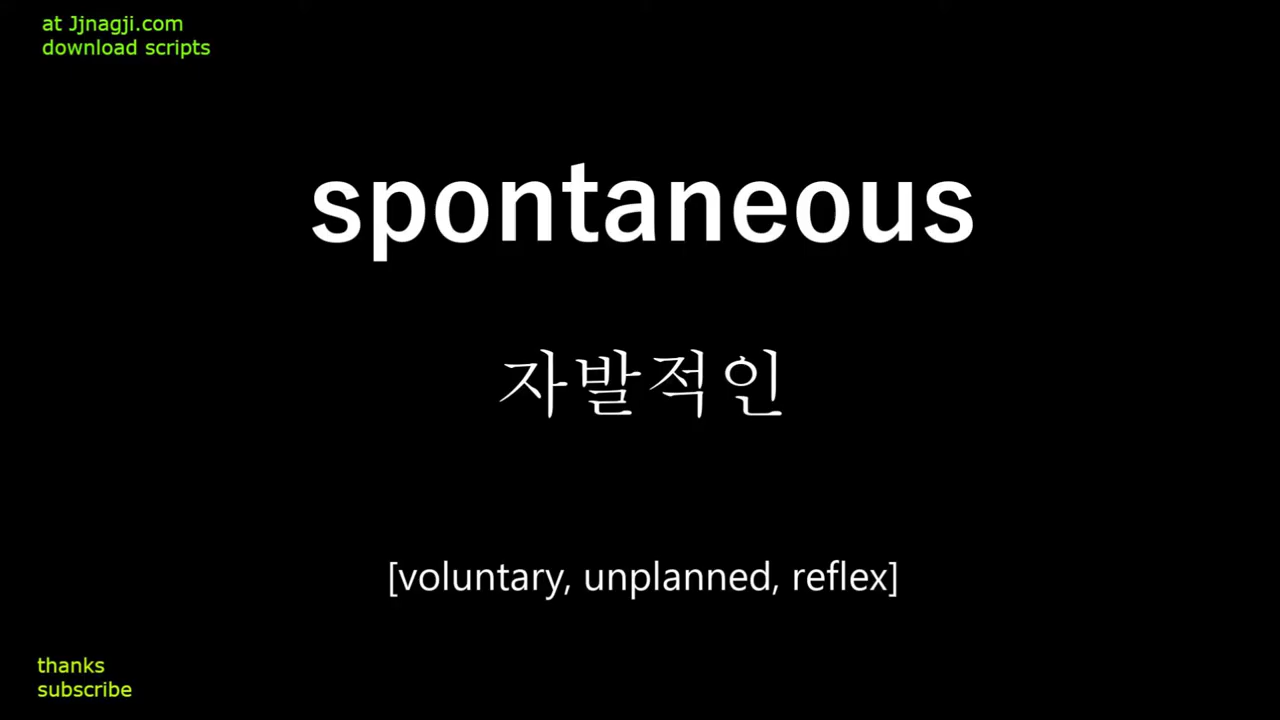 at Jjnagji.com
download scripts
spontaneous
자발적인
[voluntary, unplanned, reflex]
thanks
subscribe